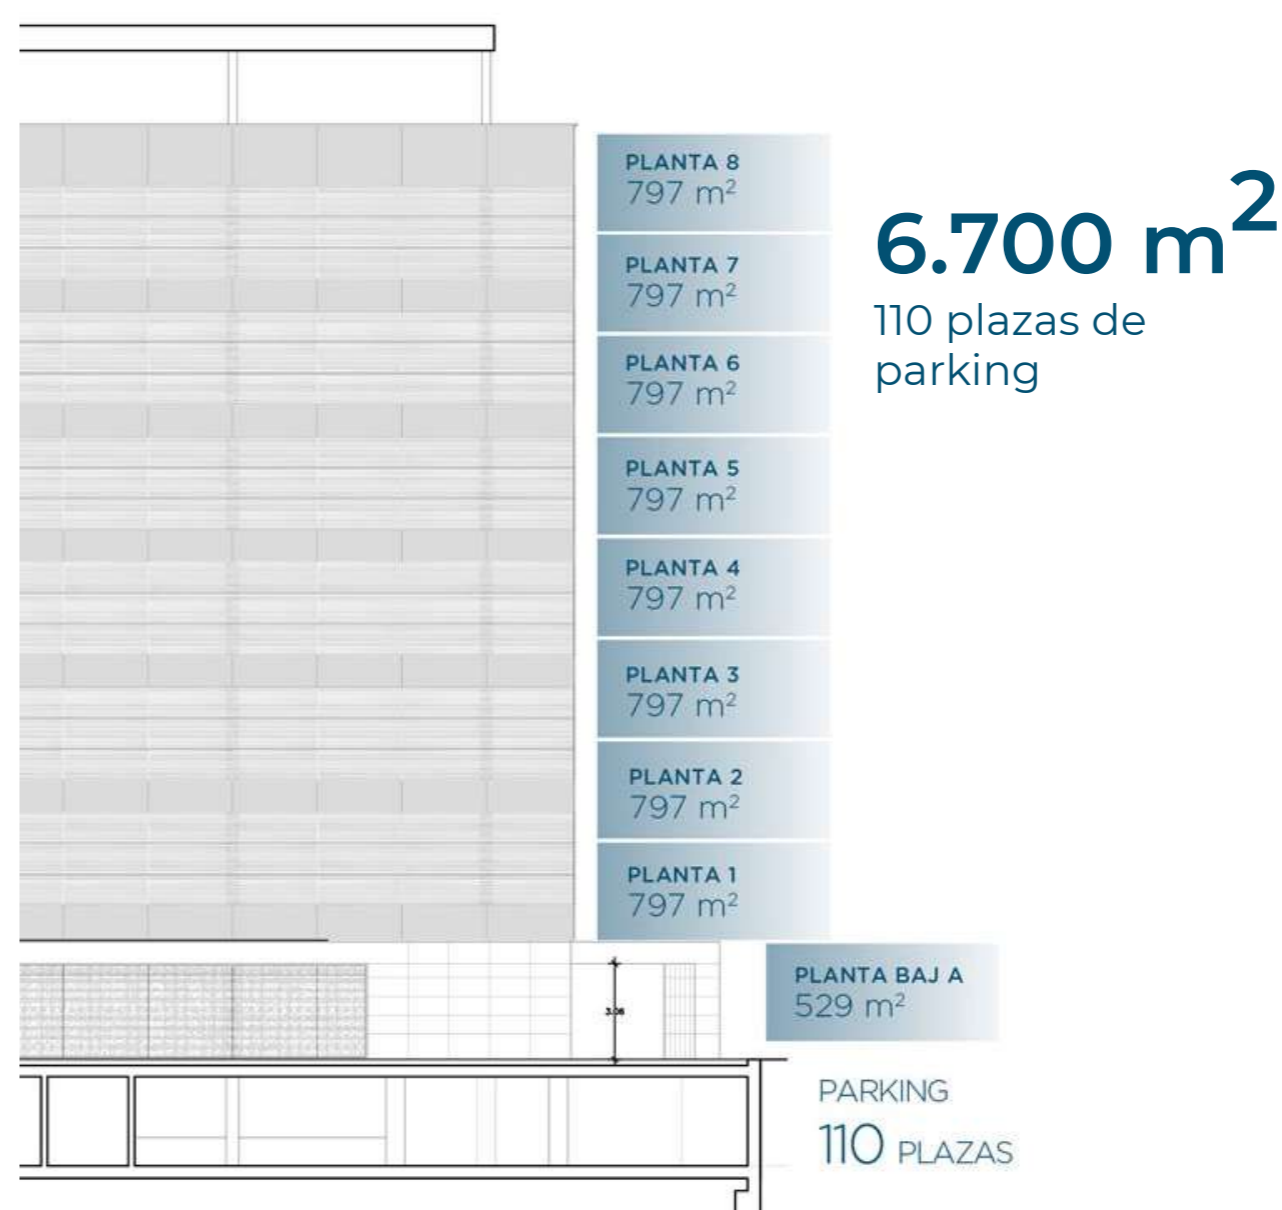 PLANTA 8
797 m²
PLANTA 7
797 m²
PLANTA 6
797 m²
PLANTA 5
797 m²
PLANTA 4
797 m²
PLANTA 3
797 m²
PLANTA 2
797 m²
PLANTA 1
797 m²
PLANTA BAJ A
529 m²
3.06
PARKING
110 PLAZAS
6.700 m²
110 plazas de
parking